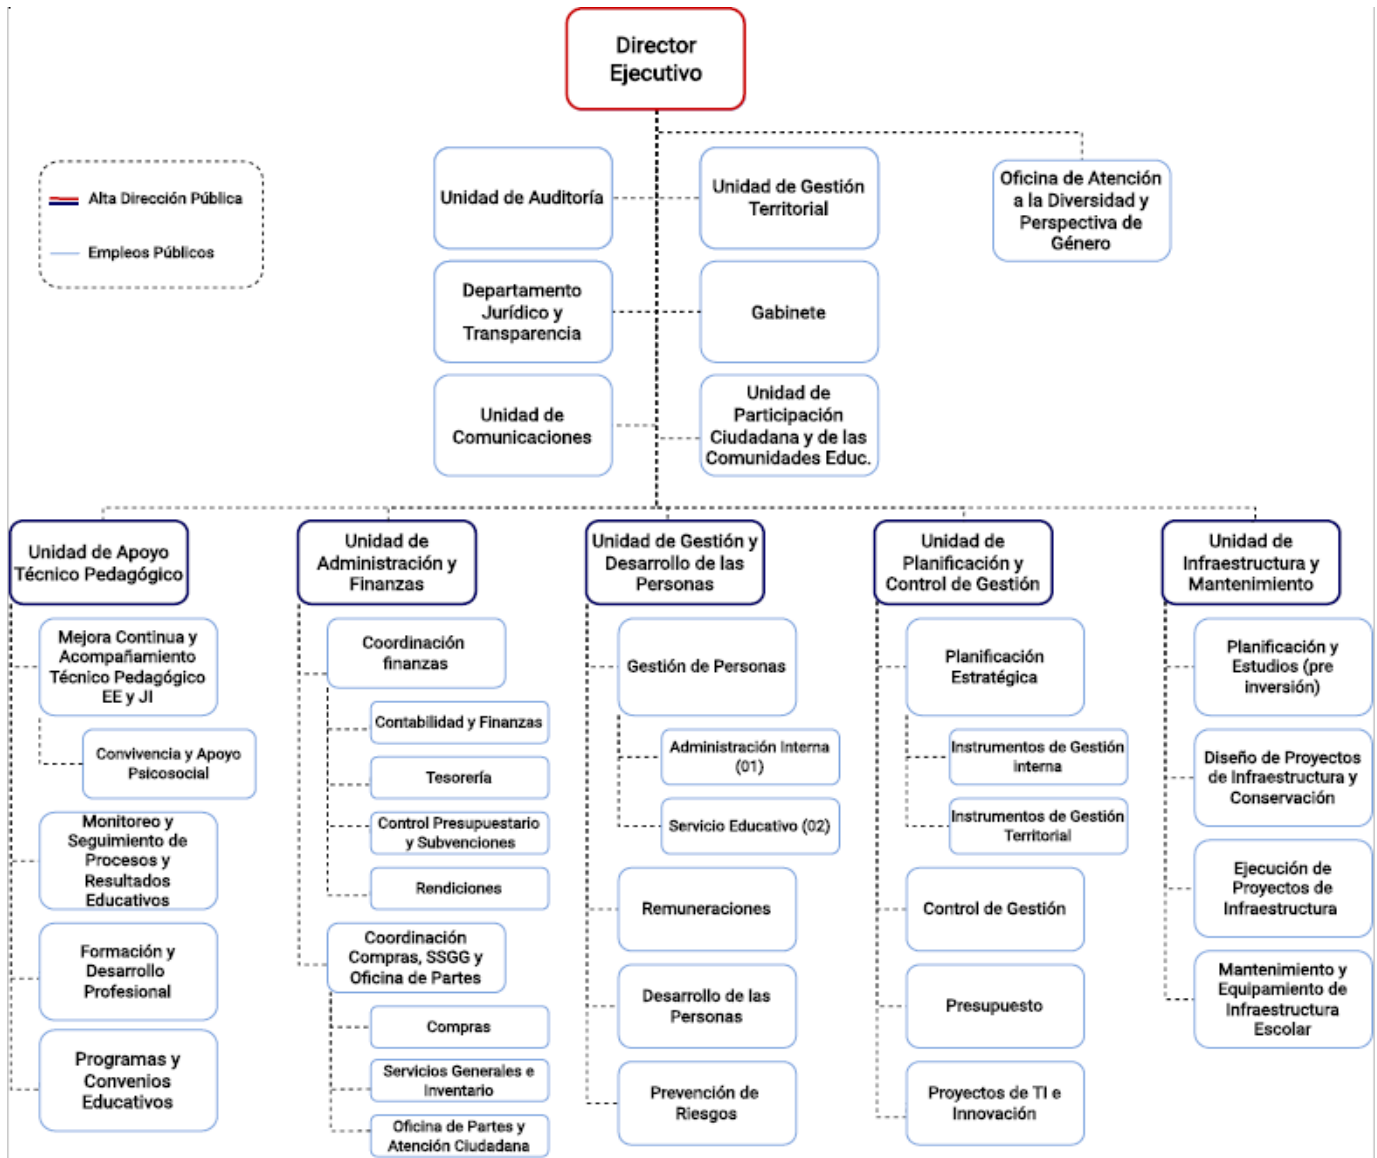 Director
Ejecutivo
Alta Dirección Pública
Empleos Públicos
Unidad de Auditoría
Unidad de Gestión
Territorial
Oficina de Atención
a la Diversidad y
Perspectiva de
Género
Departamento
Jurídico y
Transparencia
Gabinete
Unidad de
Comunicaciones
Unidad de
Participación
Ciudadana y de las
Comunidades Educ.
Unidad de Apoyo
Técnico Pedagógico
Mejora Continua y
Acompañamiento
Técnico Pedagógico
EE y JI
Convivencia y Apoyo
Psicosocial
Monitoreo y
Seguimiento de
Procesos y
Resultados
Educativos
Formación y
Desarrollo
Profesional
Programas y
Convenios
Educativos
Unidad de
Administración y
Finanzas
Coordinación
finanzas
Contabilidad y Finanzas
Tesorería
Control Presupuestario
y Subvenciones
Rendiciones
Coordinación
Compras, SSGG y
Oficina de Partes
Compras
Servicios Generales e
Inventario
Oficina de Partes y
Atención Ciudadana
Unidad de Gestión y
Desarrollo de las
Personas
Gestión de Personas
Administración Interna
(01)
Servicio Educativo (02)
Remuneraciones
Desarrollo de las
Personas
Prevención de
Riesgos
Unidad de
Planificación y
Control de Gestión
Planificación
Estratégica
Instrumentos de Gestión
interna
Instrumentos de Gestión
Territorial
Control de Gestión
Presupuesto
Proyectos de TI e
Innovación
Unidad de
Infraestructura y
Mantenimiento
Planificación y
Estudios (pre
inversión)
Diseño de Proyectos
de Infraestructura y
Conservación
Ejecución de
Proyectos de
Infraestructura
Mantenimiento y
Equipamiento de
Infraestructura
Escolar